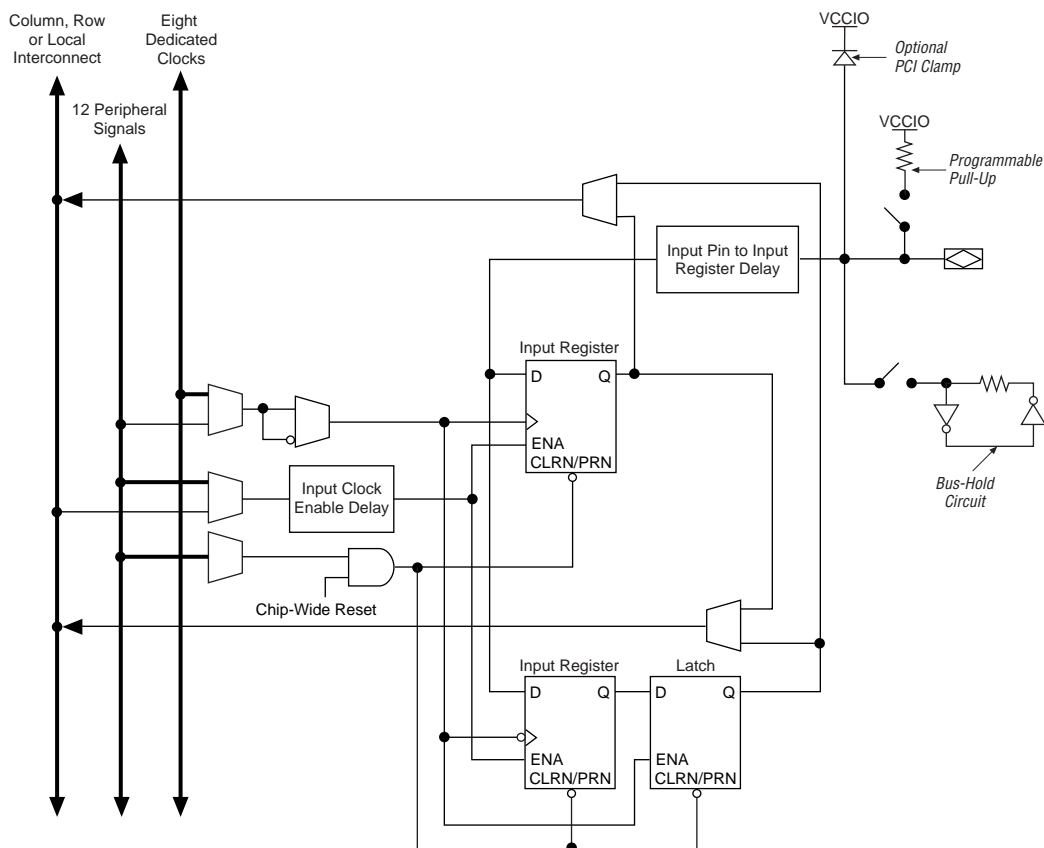 Column, Row
or Local
Interconnect
Eight
Dedicated
Clocks
12 Peripheral
Signals
VCCIO
Optional
PCI Clamp
VCCIO
Programmable
Pull-Up
Input Pin to Input
Register Delay
Input Register
D Q
ENA
CLRN/PRN
Input Clock
Enable Delay
Chip-Wide Reset
Bus-Hold
Circuit
Input Register
D Q
ENA
CLRN/PRN
Latch
D Q
ENA
CLRN/PRN